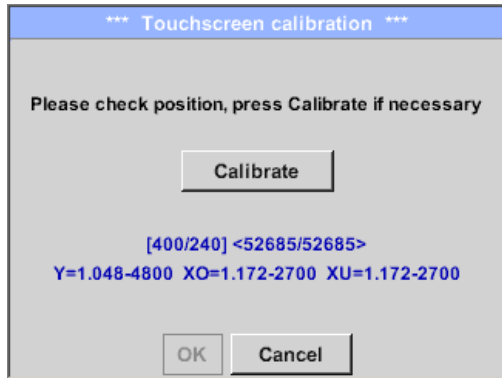 *** Touchscreen calibration ***
Please check position, press Calibrate if necessary
Calibrate
[400/240] <52685/52685>
Y=1.048-4800 XO=1.172-2700 XU=1.172-2700
OK Cancel